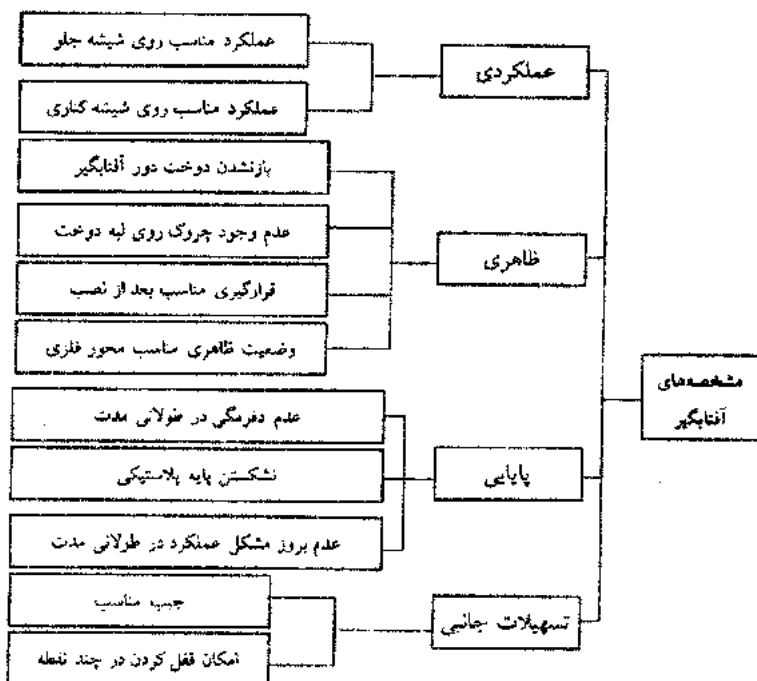 مشخصه‌های
آفتابگیر
عملکردی
عملکرد مناسب روی شیشه جلو
عملکرد مناسب روی شیشه کناری
ظاهری
بازنشدن دوخت دور آفتابگیر
عدم وجود چروک روی لبه دوخت
قرارگیری مناسب بعد از نصب
وضعیت ظاهری مناسب محور فلزی
پایایی
عدم دفرمگی در طولانی مدت
نشکستن پایه پلاستیکی
عدم بروز مشکل عملکرد در طولانی مدت
تسهیلات جانبی
جیب مناسب
امکان قفل کردن در چند نقطه